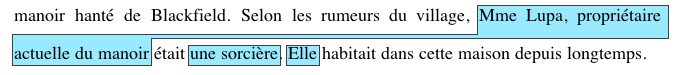 manoir hanté de Blackfield. Selon les rumeurs du village, Mme Lupa, propriétaire
actuelle du manoir était une sorcière. Elle habitait dans cette maison depuis longtemps.